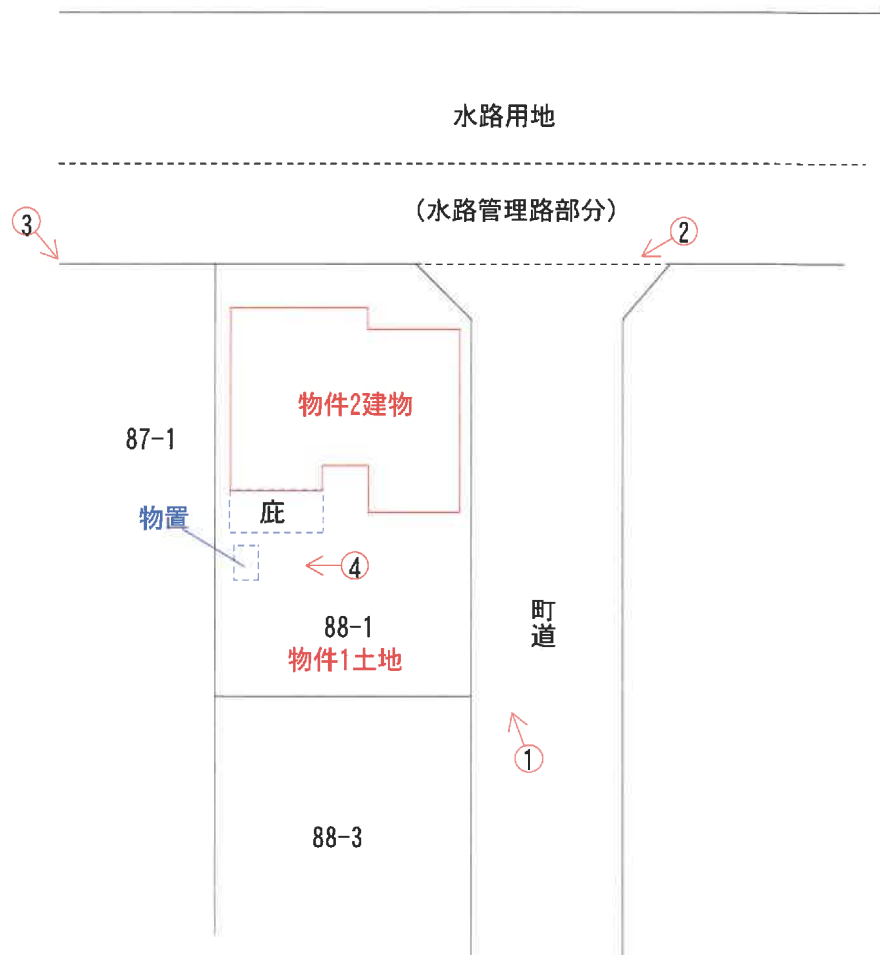 水路用地
(水路管理路部分)
③
②
物件2建物
87-1
物置
庇
④
町道
88-1
物件1土地
①
88-3